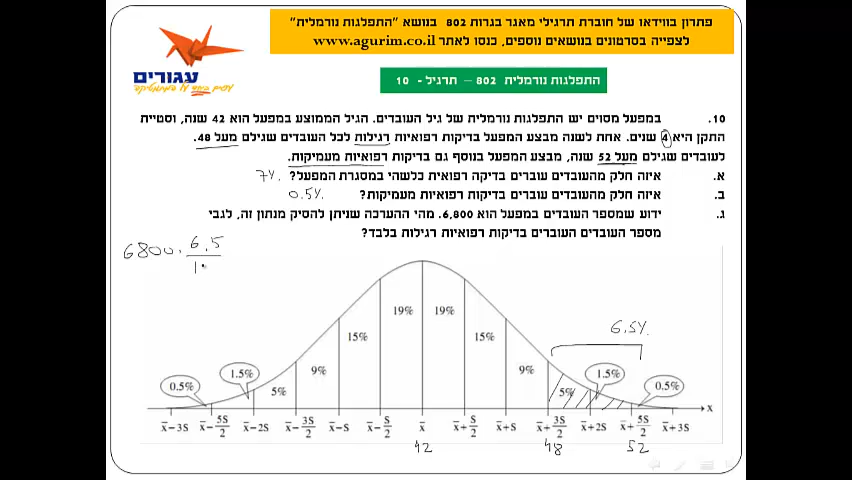 פתרון בווידאו של חוברת תרגילי מאגר בגרות 802 בנושא "התפלגות נורמלית"
לצפייה בסרטונים בנושאים נוספים, כנסו לאתר www.agurim.co.il
עגורים
התפלגות נורמלית 802 – תרגיל - 10
10. במפעל מסוים יש התפלגות נורמלית של גיל העובדים. הגיל הממוצע במפעל הוא 42 שנה, וסטיית
התקן היא 4 שנים. אחת לשנה מבצע המפעל בדיקות רפואיות רגילות לכל העובדים שגילם מעל 48.
לעובדים שגילם מעל 52 שנה, מבצע המפעל בנוסף גם בדיקות רפואיות מעמיקות.
א. איזה חלק מהעובדים עוברים בדיקה רפואית כלשהי במסגרת המפעל? 7%
ב. איזה חלק מהעובדים עוברים בדיקות רפואיות מעמיקות? 0.5%
ג. ידוע שמספר העובדים במפעל הוא 6,800. מהי ההערכה שניתן להסיק מנתון זה, לגבי
מספר העובדים העוברים בדיקות רפואיות רגילות בלבד?
6800 · 6.5
6.5%
19% 19%
15% 15%
9% 9%
0.5% 1.5% 5% 5% 1.5% 0.5%
x
x̄−3S x̄−5S/2 x̄−2S x̄−3S/2 x̄−S x̄−S/2 x̄ x̄+S/2 x̄+S x̄+3S/2 x̄+2S x̄+5S/2 x̄+3S
42 48 52